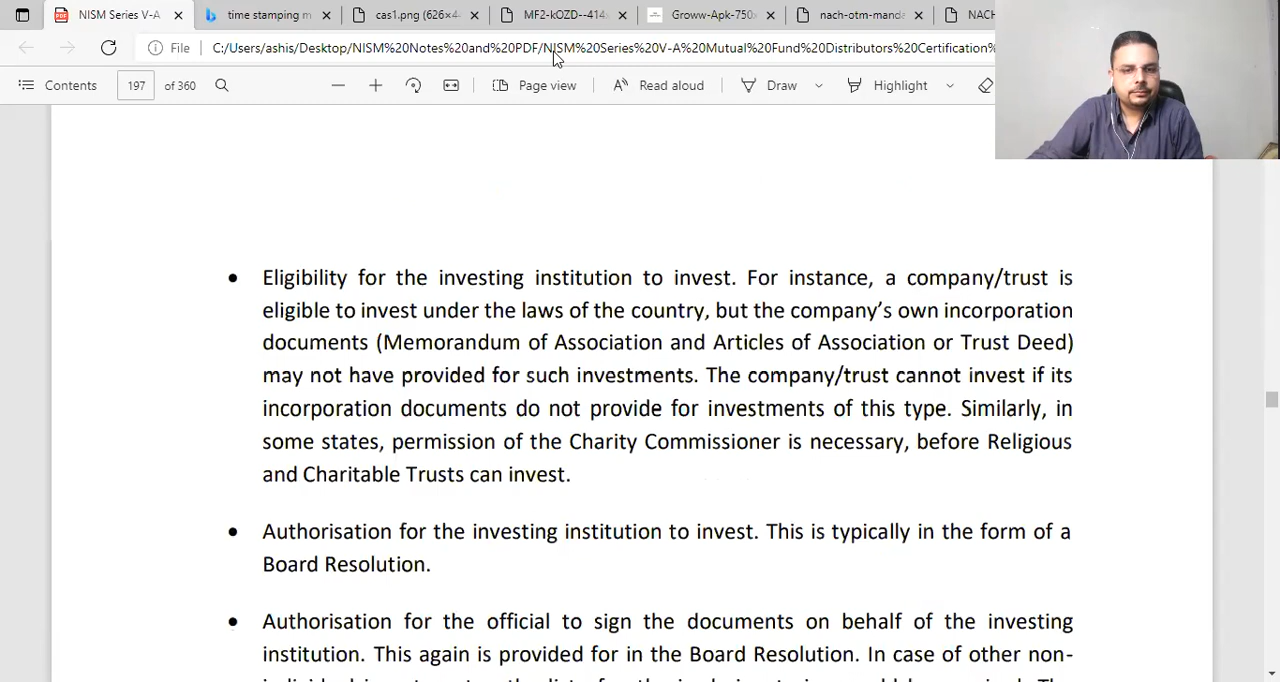 NISM Series V-A
time stamping m
cas1.png (626×4
MF2-kOZD--414×
Groww-Apk-750
nach-otm-manda
NACH
File
C:/Users/ashis/Desktop/NISM%20Notes%20and%20PDF/NISM%20Series%20V-A%20Mutual%20Fund%20Distributors%20Certification%
Contents
197 of 360
Page view
Read aloud
Draw
Highlight
• Eligibility for the investing institution to invest. For instance, a company/trust is
eligible to invest under the laws of the country, but the company’s own incorporation
documents (Memorandum of Association and Articles of Association or Trust Deed)
may not have provided for such investments. The company/trust cannot invest if its
incorporation documents do not provide for investments of this type. Similarly, in
some states, permission of the Charity Commissioner is necessary, before Religious
and Charitable Trusts can invest.
• Authorisation for the investing institution to invest. This is typically in the form of a
Board Resolution.
• Authorisation for the official to sign the documents on behalf of the investing
institution. This again is provided for in the Board Resolution. In case of other non-